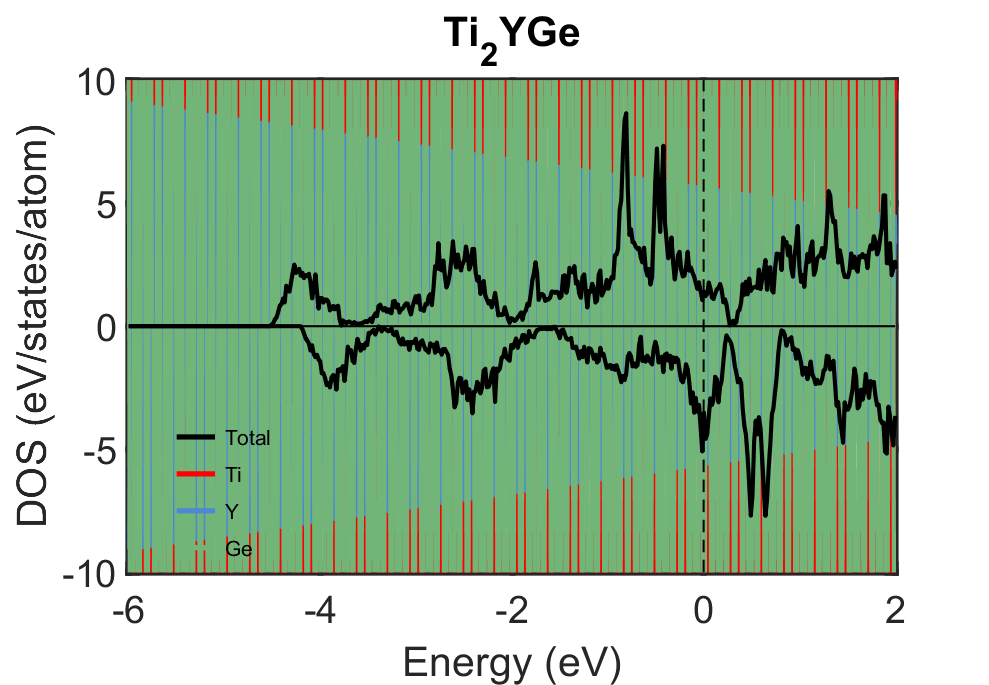 Ti2YGe
10
5
0
-5
-10
DOS (eV/states/atom)
Total
Ti
Y
Ge
-6 -4 -2 0 2
Energy (eV)